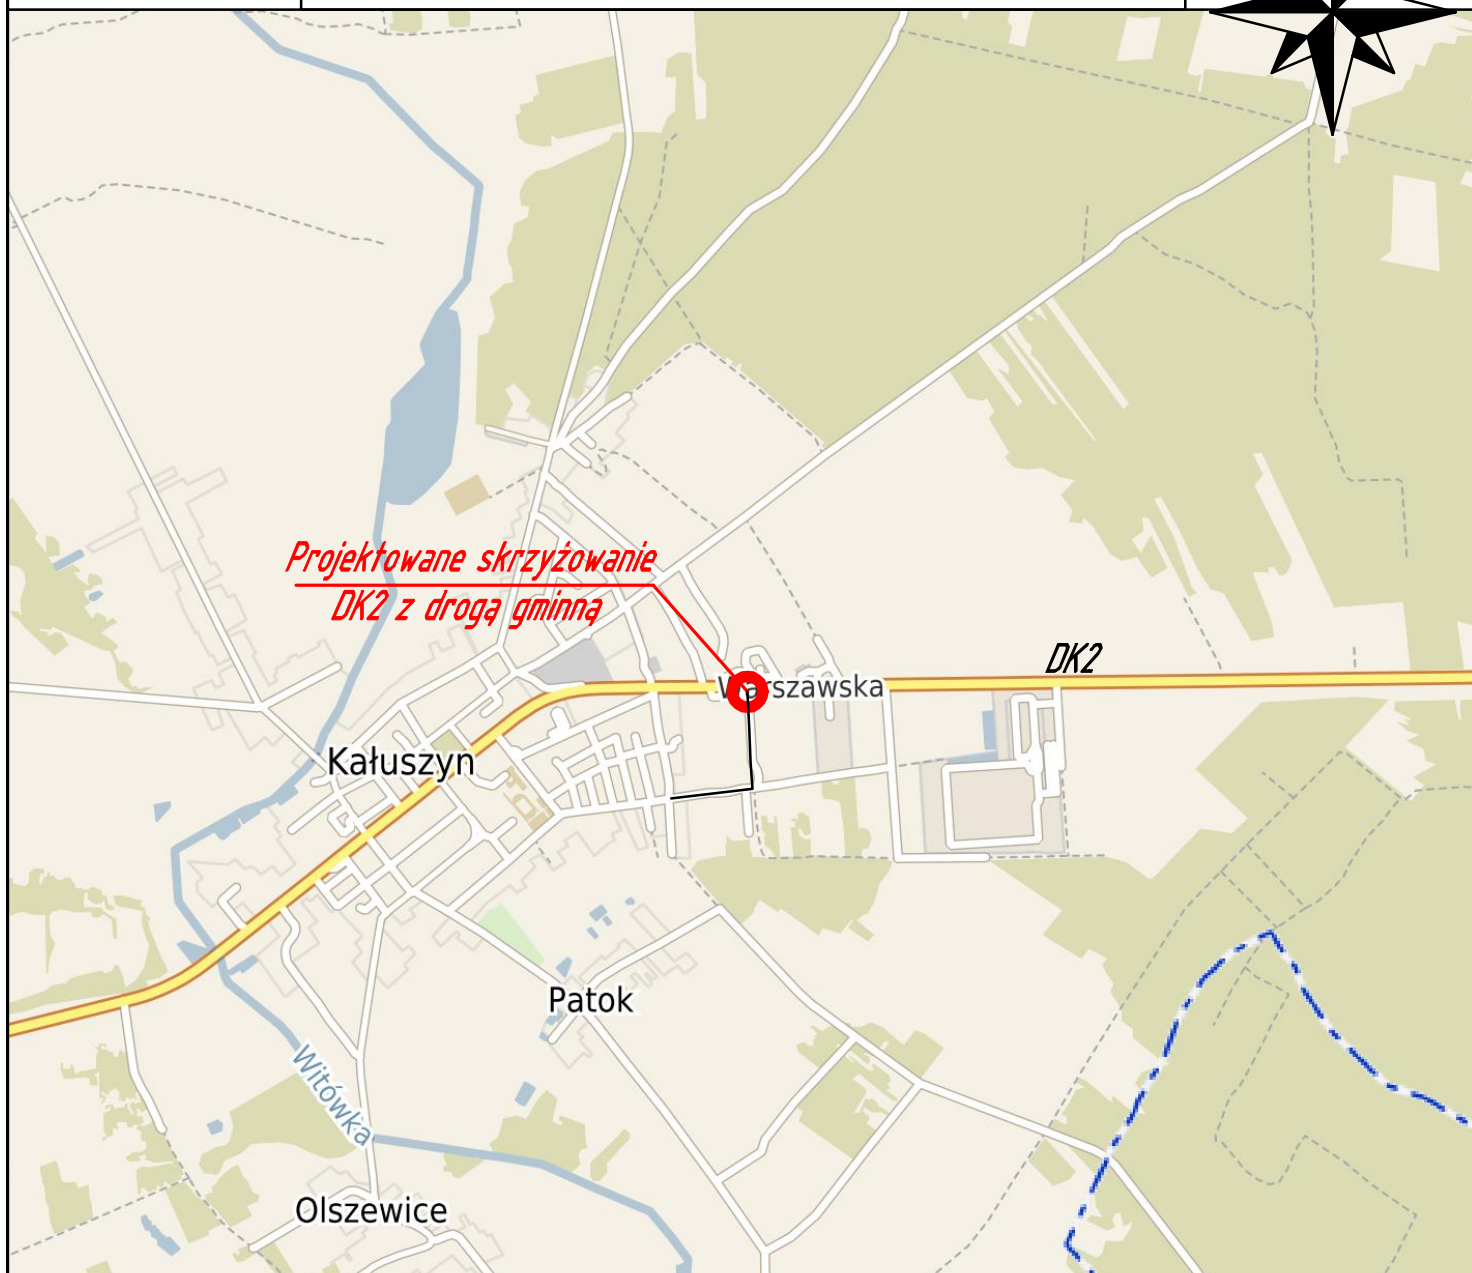 Projektowane skrzyżowanie
DK2 z drogą gminną
DK2
Warszawska
Kałuszyn
Patok
Witówka
Olszewice